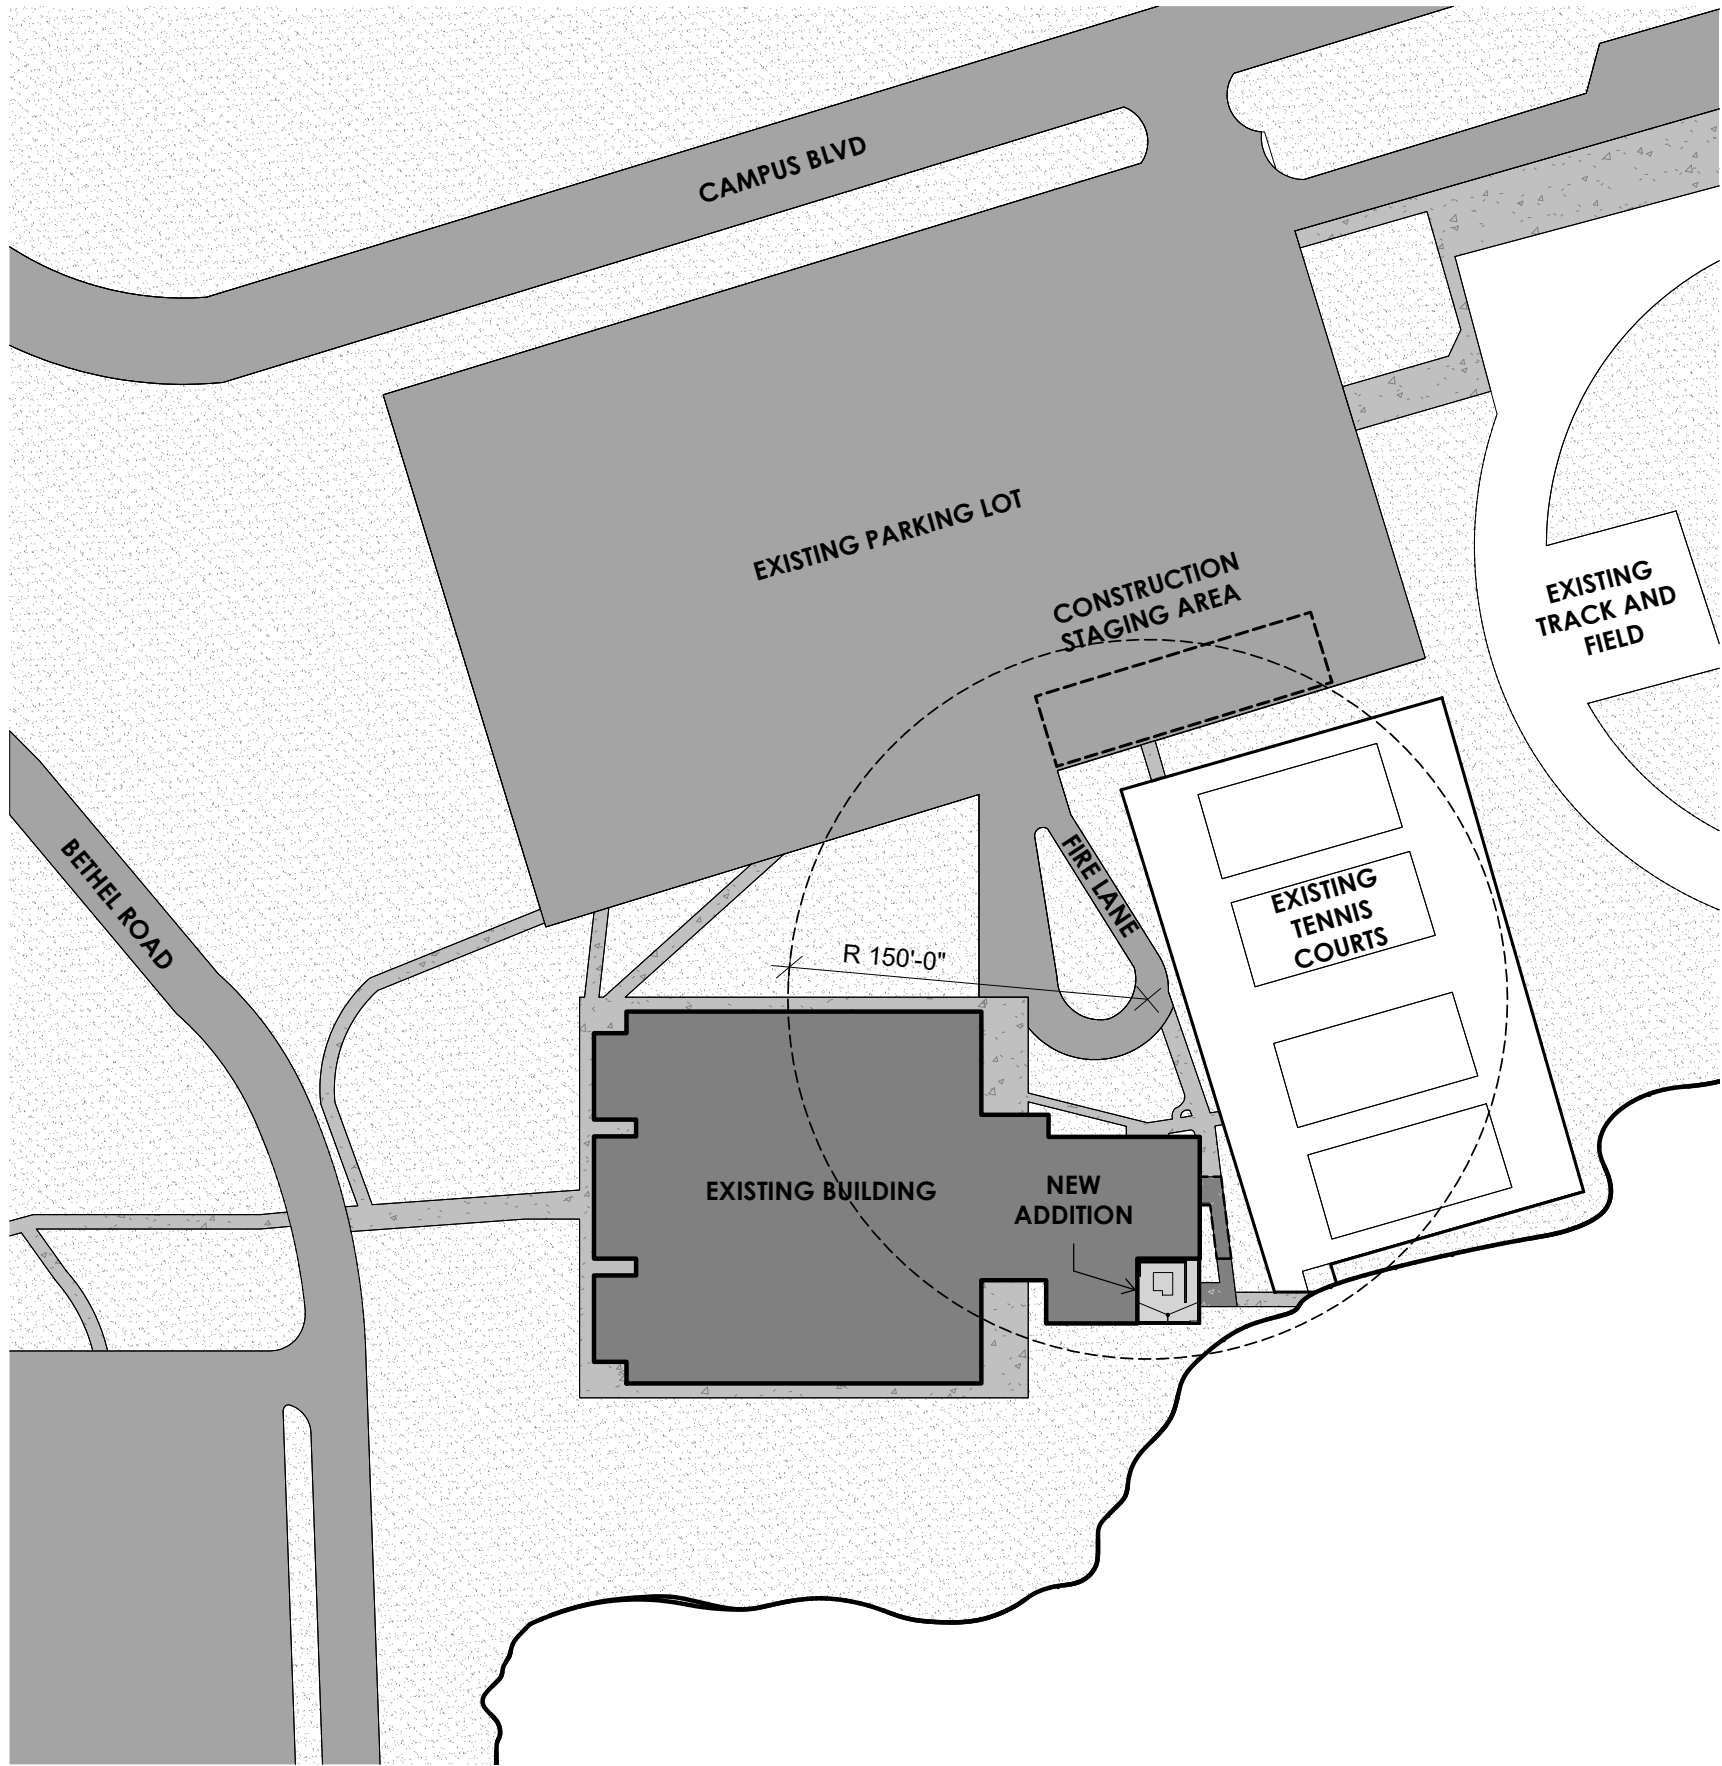 CAMPUS BLVD
EXISTING PARKING LOT
CONSTRUCTION
STAGING AREA
EXISTING
TRACK AND
FIELD
BETHEL ROAD
FIRE LANE
EXISTING
TENNIS
COURTS
R 150'-0"
EXISTING BUILDING
NEW
ADDITION